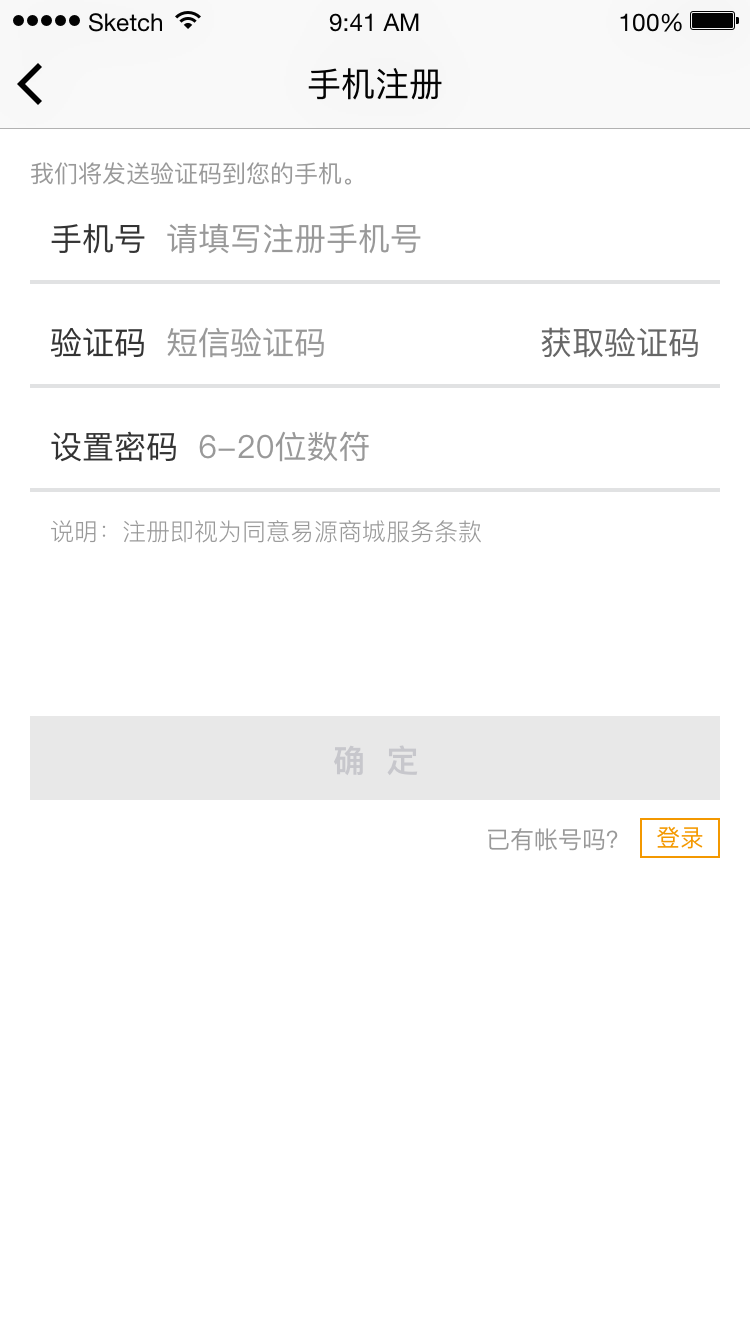 Sketch 9:41 AM 100%
手机注册
我们将发送验证码到您的手机。
手机号 请填写注册手机号
验证码 短信验证码 获取验证码
设置密码 6–20位数符
说明：注册即视为同意易源商城服务条款
确 定
已有帐号吗? 登录